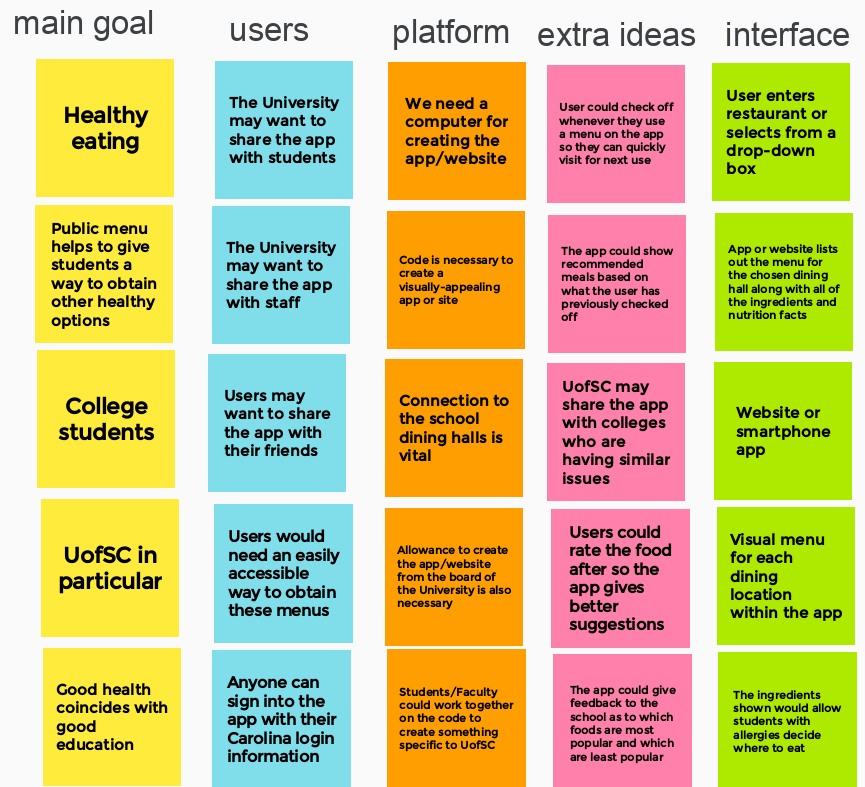 main goal
users
platform
extra ideas
interface
Healthy
eating
Public menu
helps to give
students a
way to obtain
other healthy
options
College
students
UofSC in
particular
Good health
coincides with
good
education
The University
may want to
share the app
with students
The University
may want to
share the app
with staff
Users may
want to share
the app with
their friends
Users would
need an easily
accessible
way to obtain
these menus
Anyone can
sign into the
app with their
Carolina login
information
We need a
computer for
creating the
app/website
Code is necessary to
create a
visually-appealing
app or site
Connection to
the school
dining halls is
vital
Allowance to create
the app/website
from the board of
the University is also
necessary
Students/Faculty
could work together
on the code to
create something
specific to UofSC
User could check off
whenever they use
a menu on the app
so they can quickly
visit for next use
The app could show
recommended
meals based on
what the user has
previously checked
off
UofSC may
share the app
with colleges
who are
having similar
issues
Users could
rate the food
after so the
app gives
better
suggestions
The app could give
feedback to the
school as to which
foods are most
popular and which
are least popular
User enters
restaurant or
selects from a
drop-down
box
App or website lists
out the menu for
the chosen dining
hall along with all of
the ingredients and
nutrition facts
Website or
smartphone
app
Visual menu
for each
dining
location
within the app
The ingredients
shown would allow
students with
allergies decide
where to eat